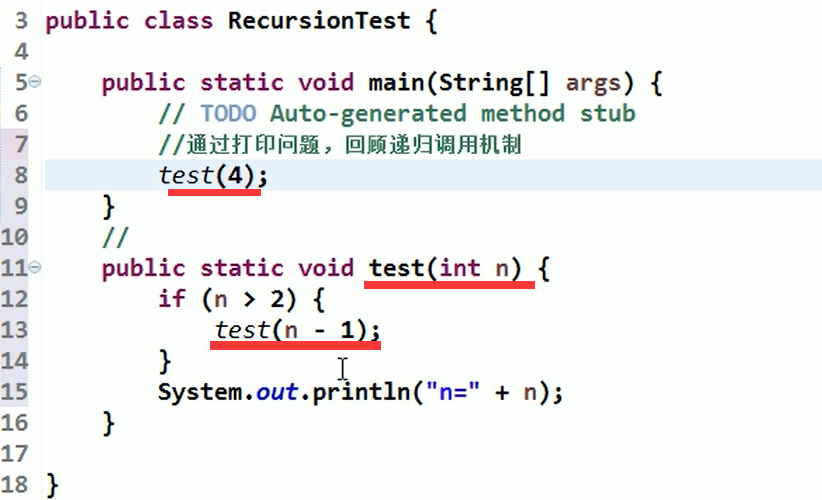 3 public class RecursionTest {
4
5 public static void main(String[] args) {
6 // TODO Auto-generated method stub
7 //通过打印问题，回顾递归调用机制
8 test(4);
9 }
10 //
11 public static void test(int n) {
12 if (n > 2) {
13 test(n - 1);
14 }
15 System.out.println("n=" + n);
16 }
17
18 }